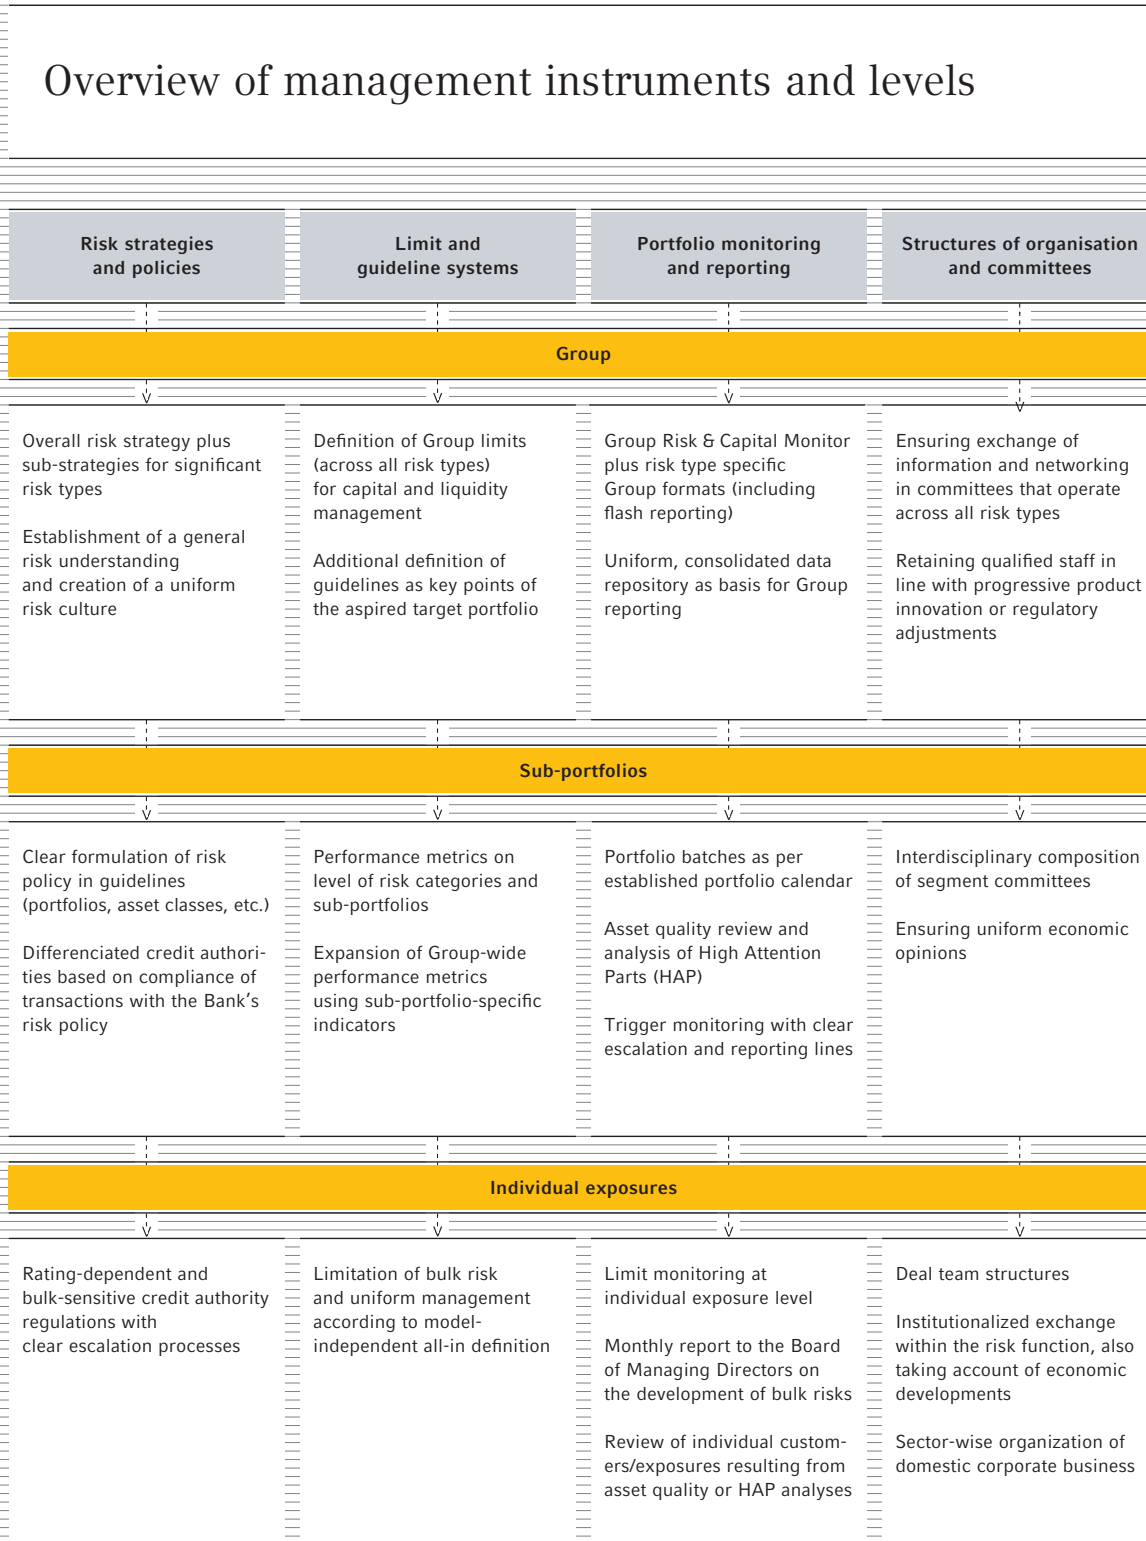 Overview of management instruments and levels
Risk strategies
and policies
Limit and
guideline systems
Portfolio monitoring
and reporting
Structures of organisation
and committees
Group
Overall risk strategy plus
sub-strategies for significant
risk types
Establishment of a general
risk understanding
and creation of a uniform
risk culture
Definition of Group limits
(across all risk types)
for capital and liquidity
management
Additional definition of
guidelines as key points of
the aspired target portfolio
Group Risk & Capital Monitor
plus risk type specific
Group formats (including
flash reporting)
Uniform, consolidated data
repository as basis for Group
reporting
Ensuring exchange of
information and networking
in committees that operate
across all risk types
Retaining qualified staff in
line with progressive product
innovation or regulatory
adjustments
Sub-portfolios
Clear formulation of risk
policy in guidelines
(portfolios, asset classes, etc.)
Differenciated credit authori-
ties based on compliance of
transactions with the Bank’s
risk policy
Performance metrics on
level of risk categories and
sub-portfolios
Expansion of Group-wide
performance metrics
using sub-portfolio-specific
indicators
Portfolio batches as per
established portfolio calendar
Asset quality review and
analysis of High Attention
Parts (HAP)
Trigger monitoring with clear
escalation and reporting lines
Interdisciplinary composition
of segment committees
Ensuring uniform economic
opinions
Individual exposures
Rating-dependent and
bulk-sensitive credit authority
regulations with
clear escalation processes
Limitation of bulk risk
and uniform management
according to model-
independent all-in definition
Limit monitoring at
individual exposure level
Monthly report to the Board
of Managing Directors on
the development of bulk risks
Review of individual custom-
ers/exposures resulting from
asset quality or HAP analyses
Deal team structures
Institutionalized exchange
within the risk function, also
taking account of economic
developments
Sector-wise organization of
domestic corporate business